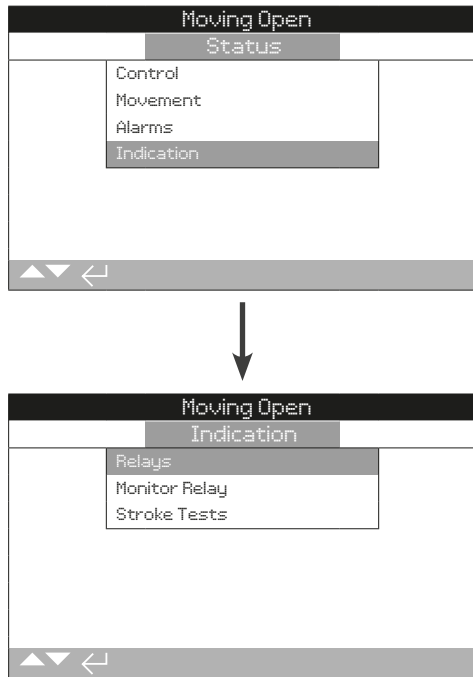 Moving Open
Status
Control
Movement
Alarms
Indication
Moving Open
Indication
Relays
Monitor Relay
Stroke Tests